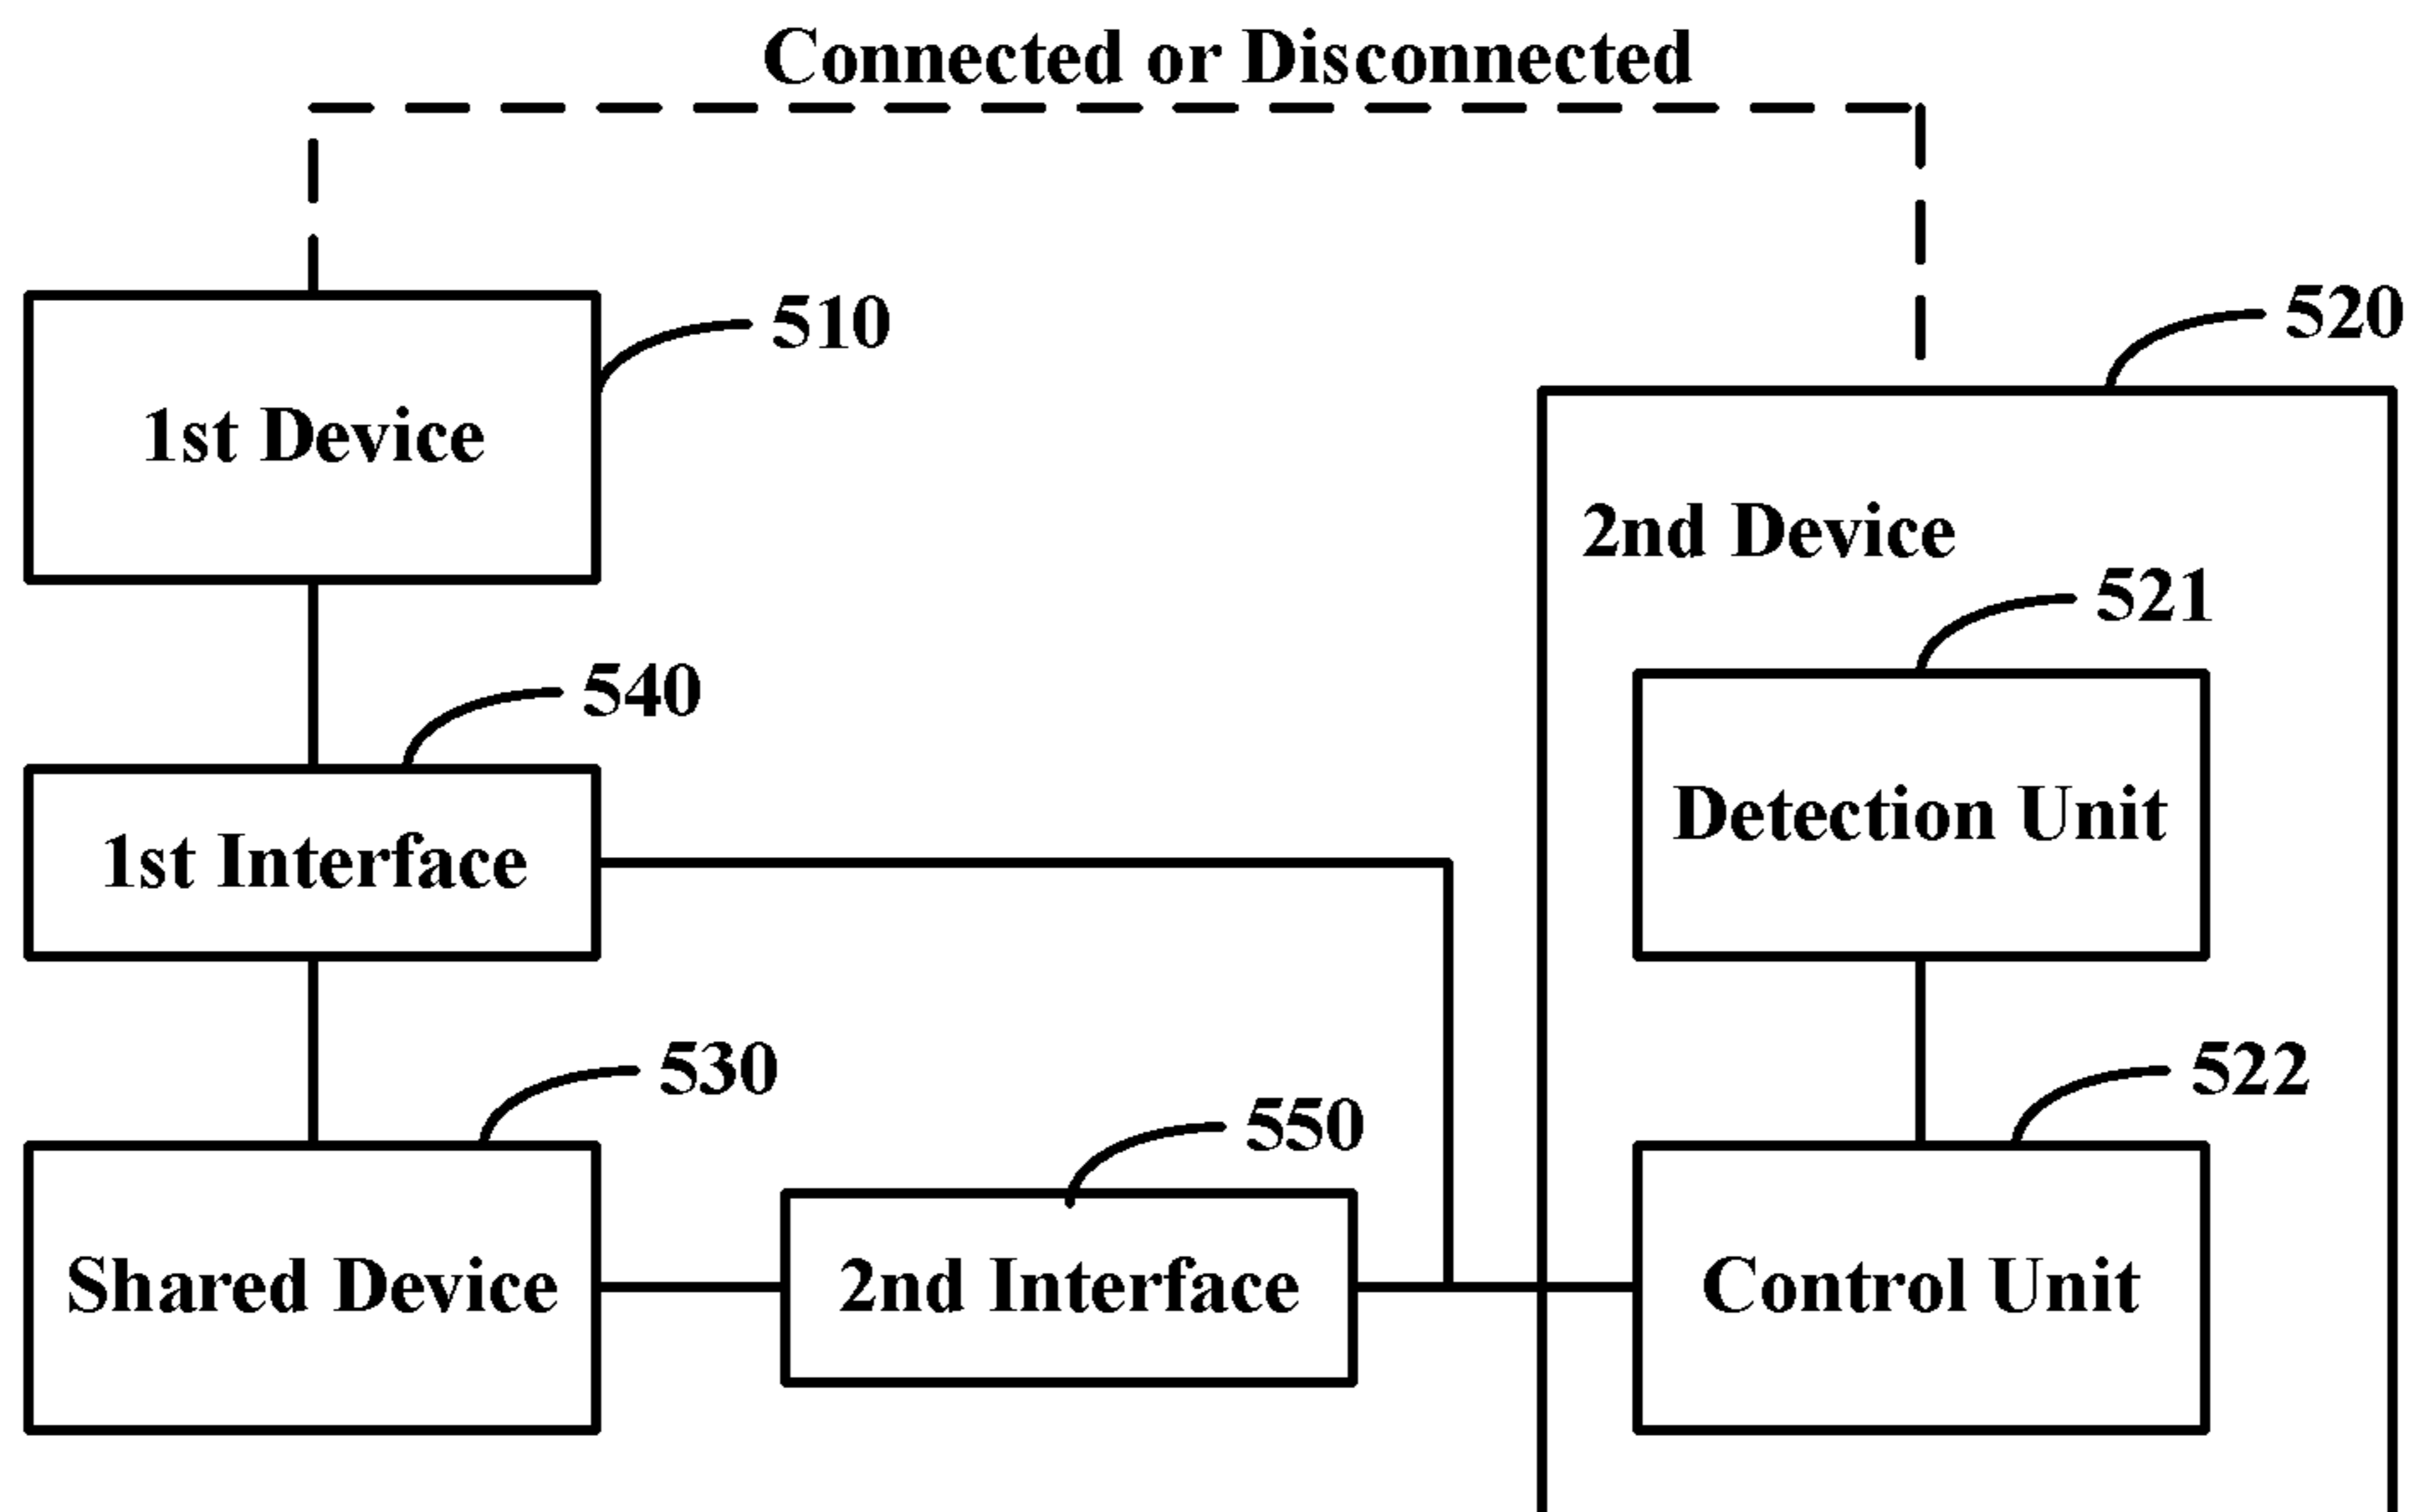 Connected or Disconnected
510
520
1st Device
2nd Device
521
540
Detection Unit
1st Interface
530
522
550
Shared Device
2nd Interface
Control Unit